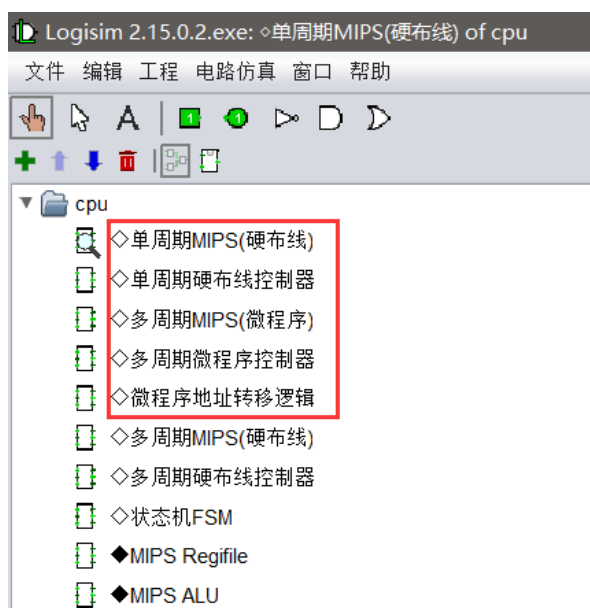 Logisim 2.15.0.2.exe: ◇单周期MIPS(硬布线) of cpu
文件 编辑 工程 电路仿真 窗口 帮助
A 1 1
cpu
◇单周期MIPS(硬布线)
◇单周期硬布线控制器
◇多周期MIPS(微程序)
◇多周期微程序控制器
◇微程序地址转移逻辑
◇多周期MIPS(硬布线)
◇多周期硬布线控制器
◇状态机FSM
◆MIPS Regifile
◆MIPS ALU